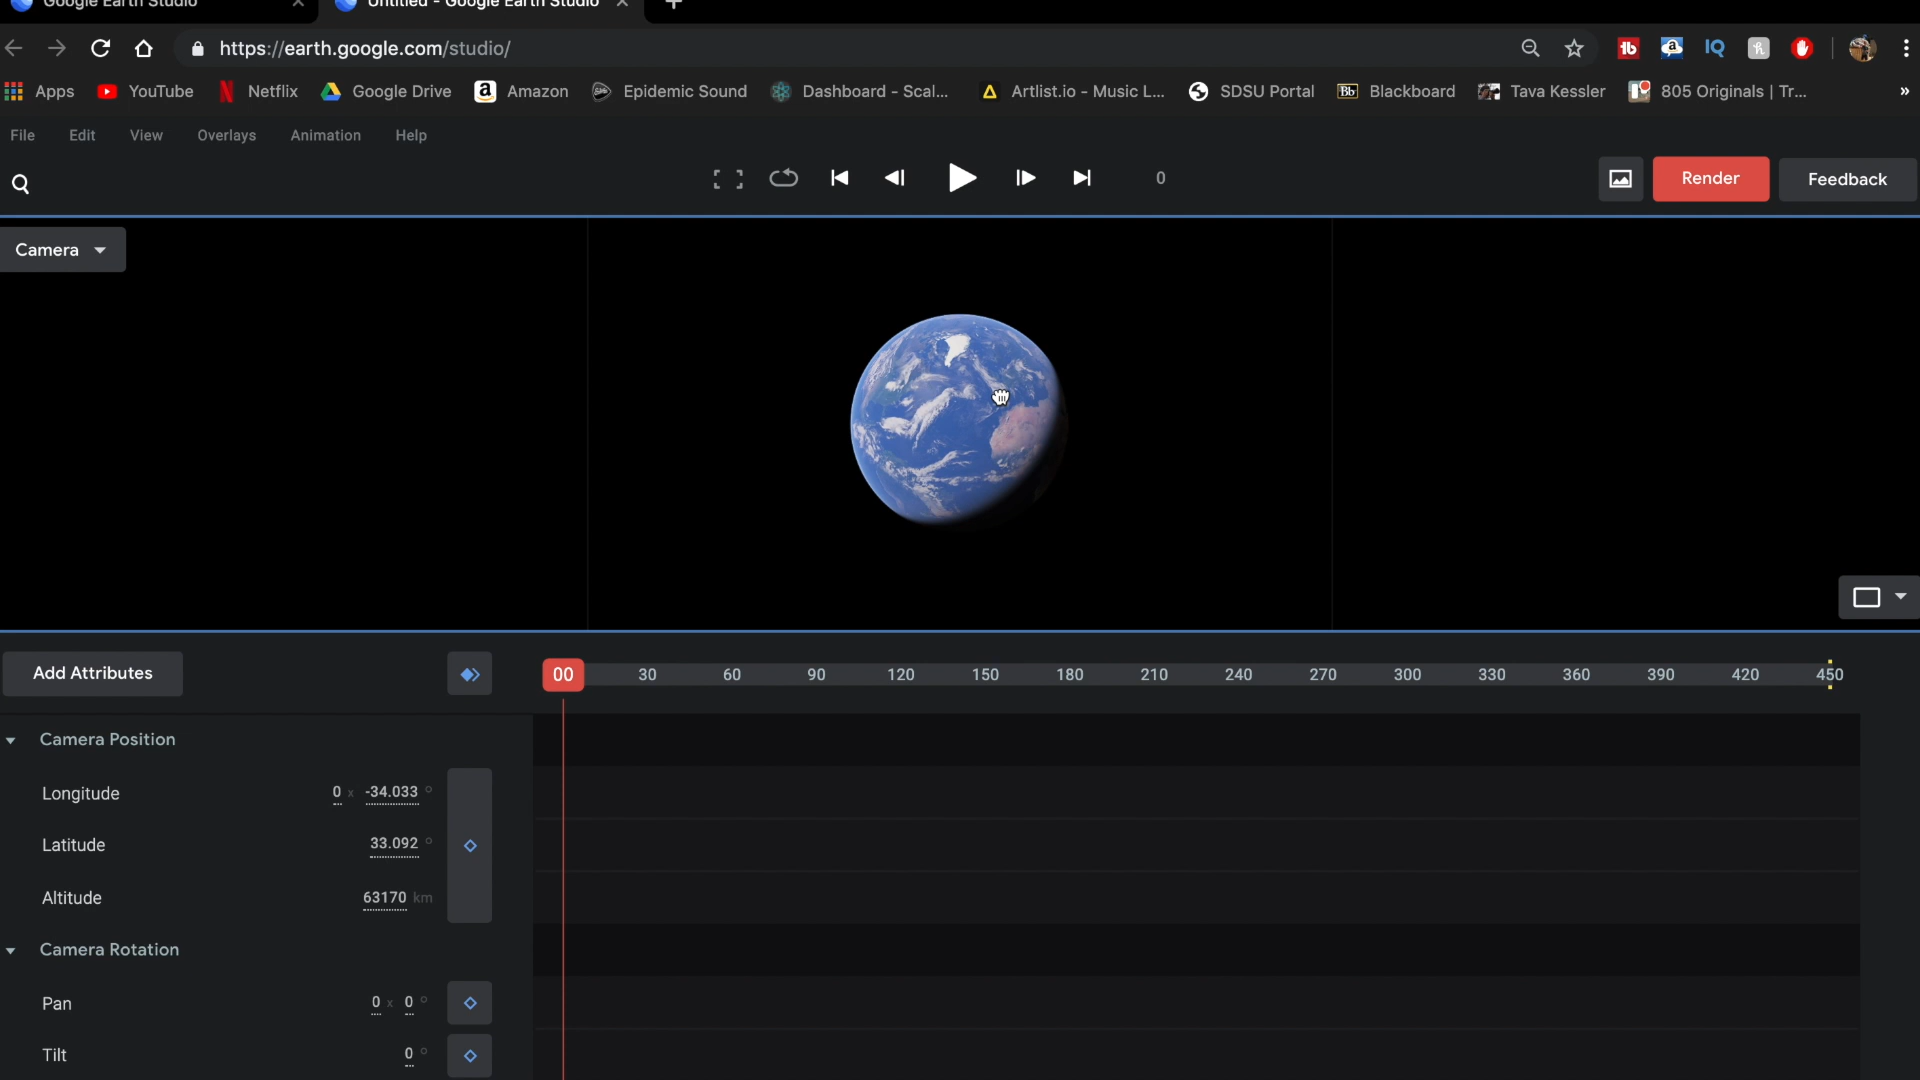 Google Earth Studio
Untitled - Google Earth Studio
https://earth.google.com/studio/
Apps YouTube Netflix Google Drive Amazon Epidemic Sound Dashboard - Scal... Artlist.io - Music L... SDSU Portal Blackboard Tava Kessler 805 Originals | Tr... »
File Edit View Overlays Animation Help
0 Render Feedback
Camera
Add Attributes
00 30 60 90 120 150 180 210 240 270 300 330 360 390 420 450
Camera Position
Longitude 0 x -34.033 °
Latitude 33.092 °
Altitude 63170 km
Camera Rotation
Pan 0 x 0 °
Tilt 0 °